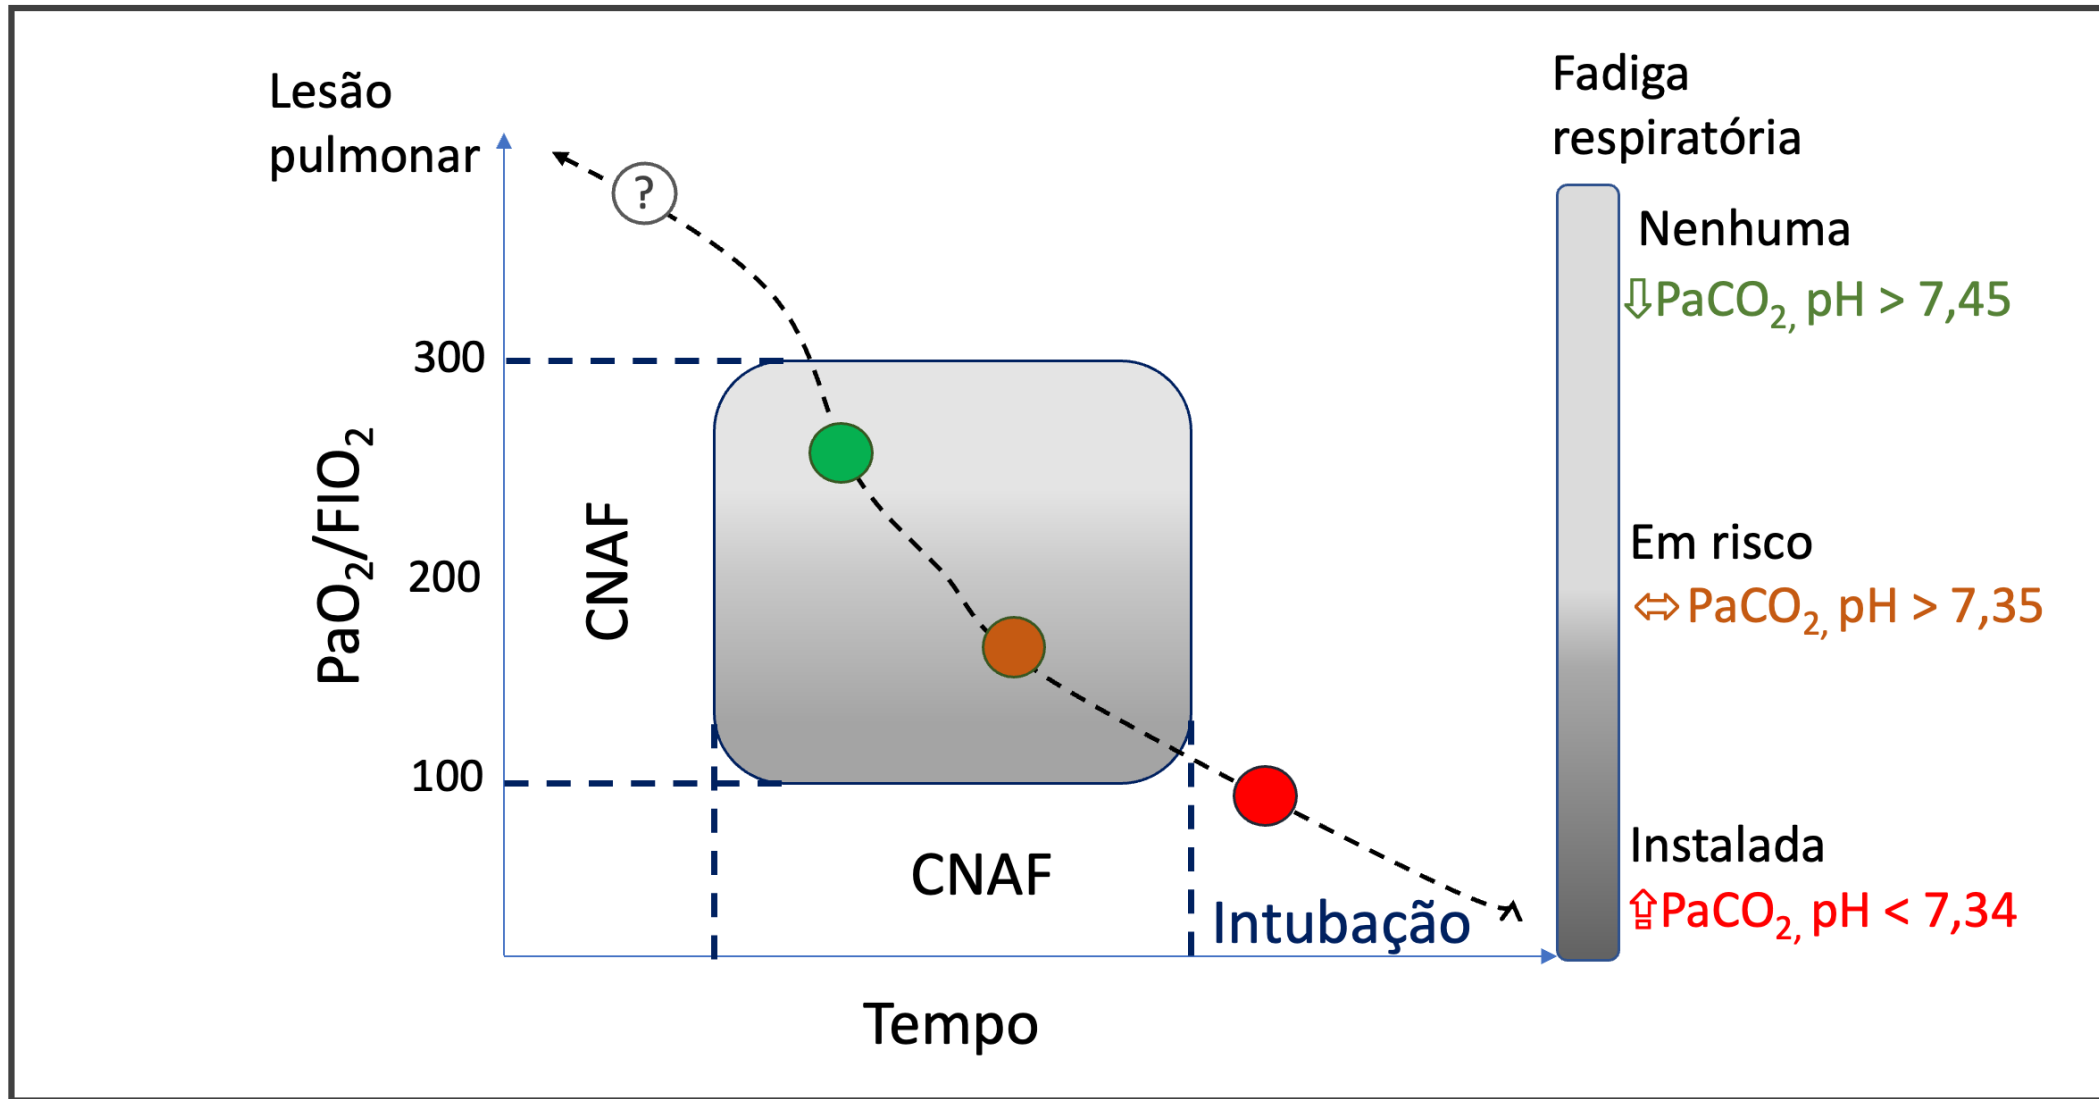 Lesão
pulmonar
?
300
200
100
PaO₂/FIO₂
CNAF
CNAF
Intubação
Tempo
Fadiga
respiratória
Nenhuma
⇩PaCO₂, pH > 7,45
Em risco
⇔PaCO₂, pH > 7,35
Instalada
⇧PaCO₂, pH < 7,34